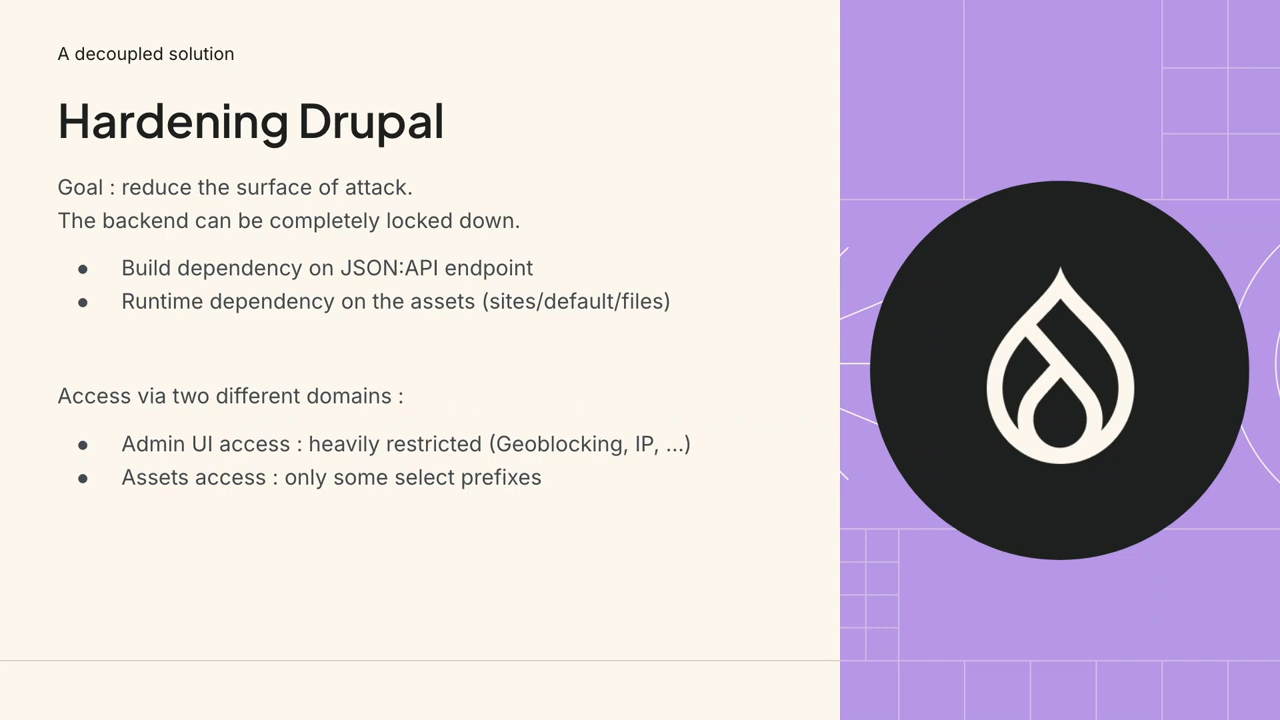 A decoupled solution
Hardening Drupal
Goal : reduce the surface of attack.
The backend can be completely locked down.
● Build dependency on JSON:API endpoint
● Runtime dependency on the assets (sites/default/files)
Access via two different domains :
● Admin UI access : heavily restricted (Geoblocking, IP, ...)
● Assets access : only some select prefixes